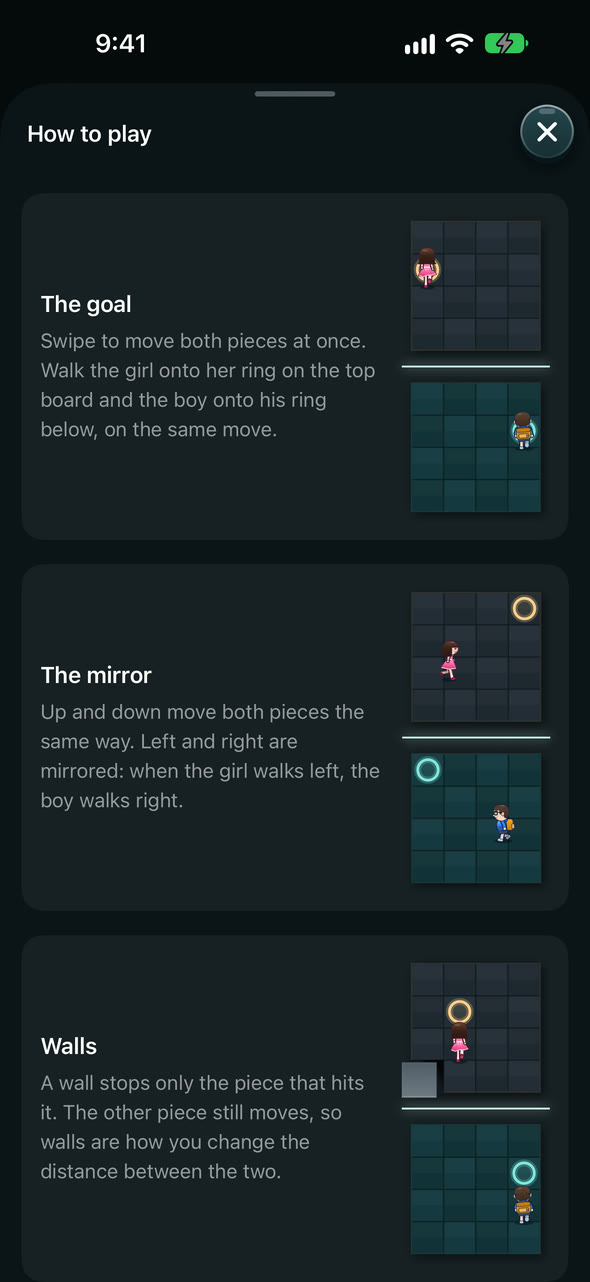 9:41
How to play
The goal
Swipe to move both pieces at once.
Walk the girl onto her ring on the top
board and the boy onto his ring
below, on the same move.
The mirror
Up and down move both pieces the
same way. Left and right are
mirrored: when the girl walks left, the
boy walks right.
Walls
A wall stops only the piece that hits
it. The other piece still moves, so
walls are how you change the
distance between the two.